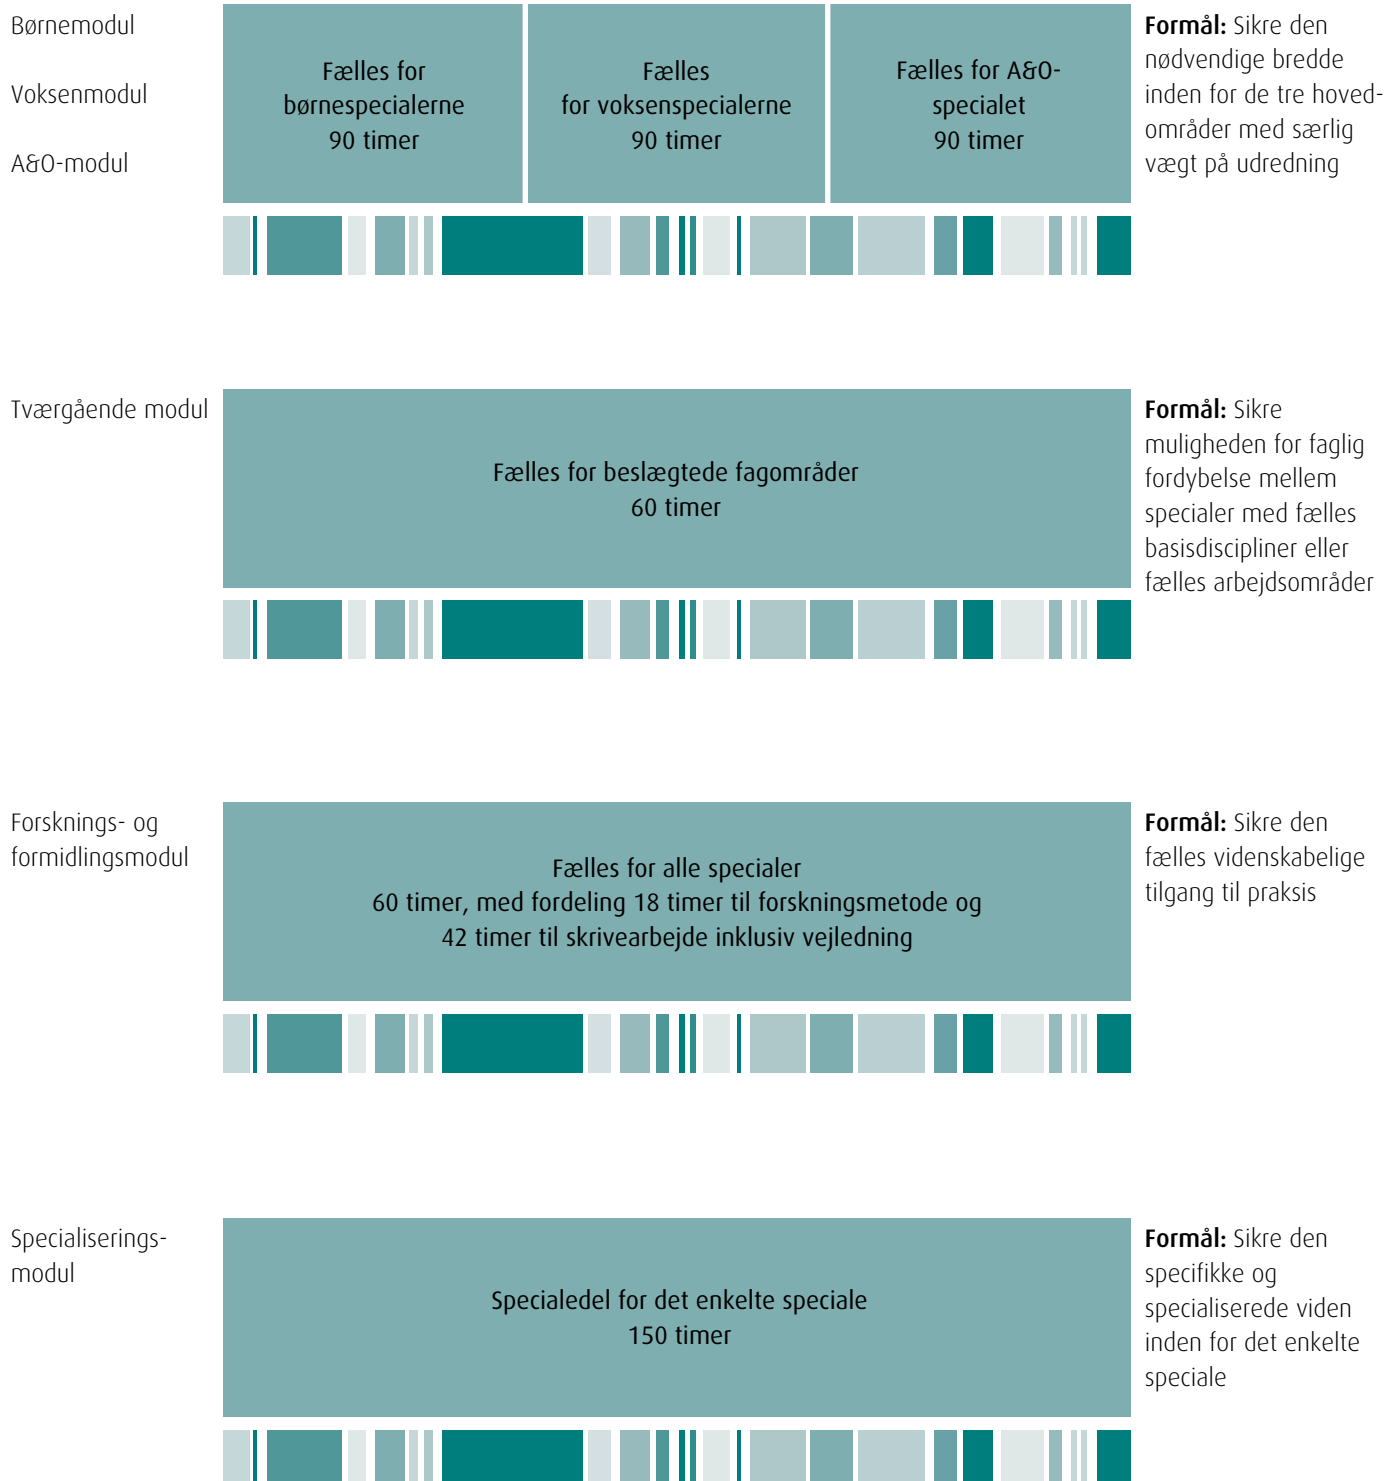 Børnemodul
Voksenmodul
A&O-modul
Fælles for
børnespecialerne
90 timer
Fælles
for voksenspecialerne
90 timer
Fælles for A&O-
specialet
90 timer
Formål: Sikre den
nødvendige bredde
inden for de tre hoved-
områder med særlig
vægt på udredning
Tværgående modul
Fælles for beslægtede fagområder
60 timer
Formål: Sikre
muligheden for faglig
fordybelse mellem
specialer med fælles
basisdiscipliner eller
fælles arbejdsområder
Forsknings- og
formidlingsmodul
Fælles for alle specialer
60 timer, med fordeling 18 timer til forskningsmetode og
42 timer til skrivearbejde inklusiv vejledning
Formål: Sikre den
fælles videnskabelige
tilgang til praksis
Specialiserings-
modul
Specialedel for det enkelte speciale
150 timer
Formål: Sikre den
specifikke og
specialiserede viden
inden for det enkelte
speciale